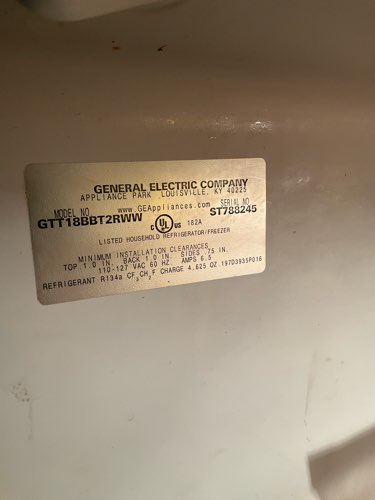 GENERAL ELECTRIC COMPANY
APPLIANCE PARK LOUISVILLE, KY 40225
www.GEAppliances.com
MODEL NO. SERIAL NO.
GTT18BBT2RWW ST788245
C UL US 182A
LISTED HOUSEHOLD REFRIGERATOR/FREEZER
MINIMUM INSTALLATION CLEARANCES
TOP 1.0 IN. BACK 1.0 IN. SIDES .75 IN.
110-127 VAC 60 HZ. AMPS 6.5
REFRIGERANT R134a CF3CH2F CHARGE 4.625 OZ.197D3935P016